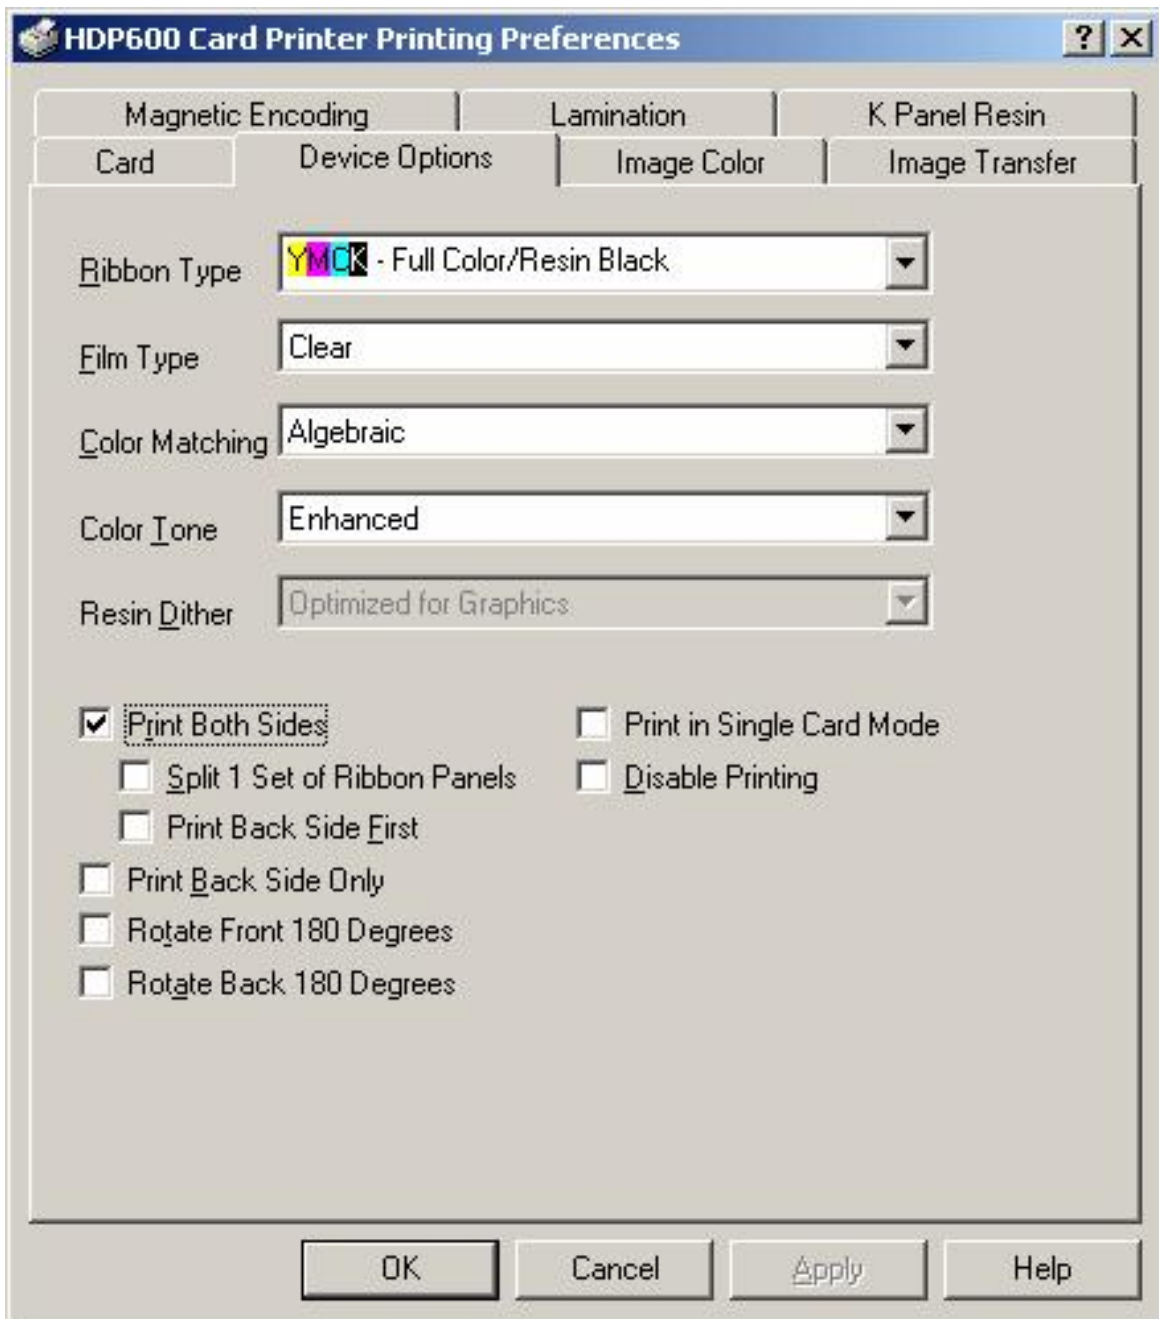 HDP600 Card Printer Printing Preferences
Magnetic Encoding Lamination K Panel Resin
Card Device Options Image Color Image Transfer
Ribbon Type YMCK - Full Color/Resin Black
Film Type Clear
Color Matching Algebraic
Color Tone Enhanced
Resin Dither Optimized for Graphics
Print Both Sides Print in Single Card Mode
Split 1 Set of Ribbon Panels Disable Printing
Print Back Side First
Print Back Side Only
Rotate Front 180 Degrees
Rotate Back 180 Degrees
OK Cancel Apply Help